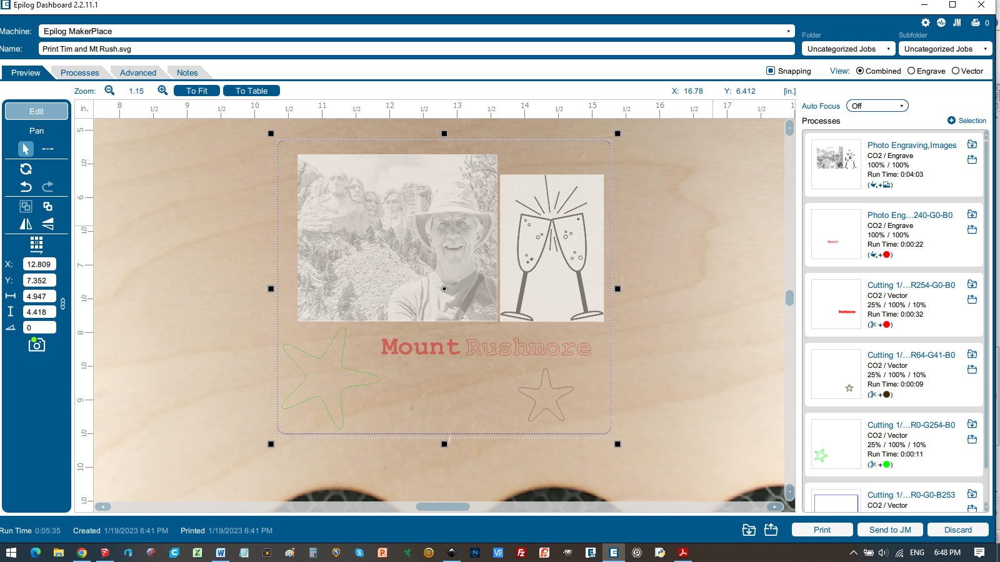 Epilog Dashboard 2.2.11.1
Machine: Epilog MakerPlace
JM 0
Name: Print Tim and Mt Rush.svg
Folder Subfolder
Uncategorized Jobs Uncategorized Jobs
Preview Processes Advanced Notes
Snapping View: Combined Engrave Vector
Zoom: 1.15 To Fit To Table X: 16.78 Y: 6.412 [in.]
in. 8 1/2 9 1/2 10 1/2 11 1/2 12 1/2 13 1/2 14 1/2 15 1/2 16 1/2 17 1/2 1
5 1/2 6 1/2 7 1/2 8 1/2 9 1/2 10 1/2
Edit
Pan
X: 12.809
Y: 7.352
4.947
4.418
0
Mount Rushmore
Auto Focus Off
Processes Selection
Photo Engraving,Images
CO2 / Engrave
100% / 100%
Run Time: 0:04:03
(+)
Mount
Photo Eng...240-G0-B0
CO2 / Engrave
100% / 100%
Run Time: 0:00:22
(+)
Rushmore
Cutting 1/...R254-G0-B0
CO2 / Vector
25% / 100% / 10%
Run Time: 0:00:32
(+)
Cutting 1/...R64-G41-B0
CO2 / Vector
25% / 100% / 10%
Run Time: 0:00:09
(+)
Cutting 1/...R0-G254-B0
CO2 / Vector
25% / 100% / 10%
Run Time: 0:00:11
(+)
Cutting 1/...R0-G0-B253
CO2 / Vector
Run Time 0:05:35 Created 1/19/2023 6:41 PM Printed 1/19/2023 6:41 PM
Print Send to JM Discard
ENG 6:48 PM